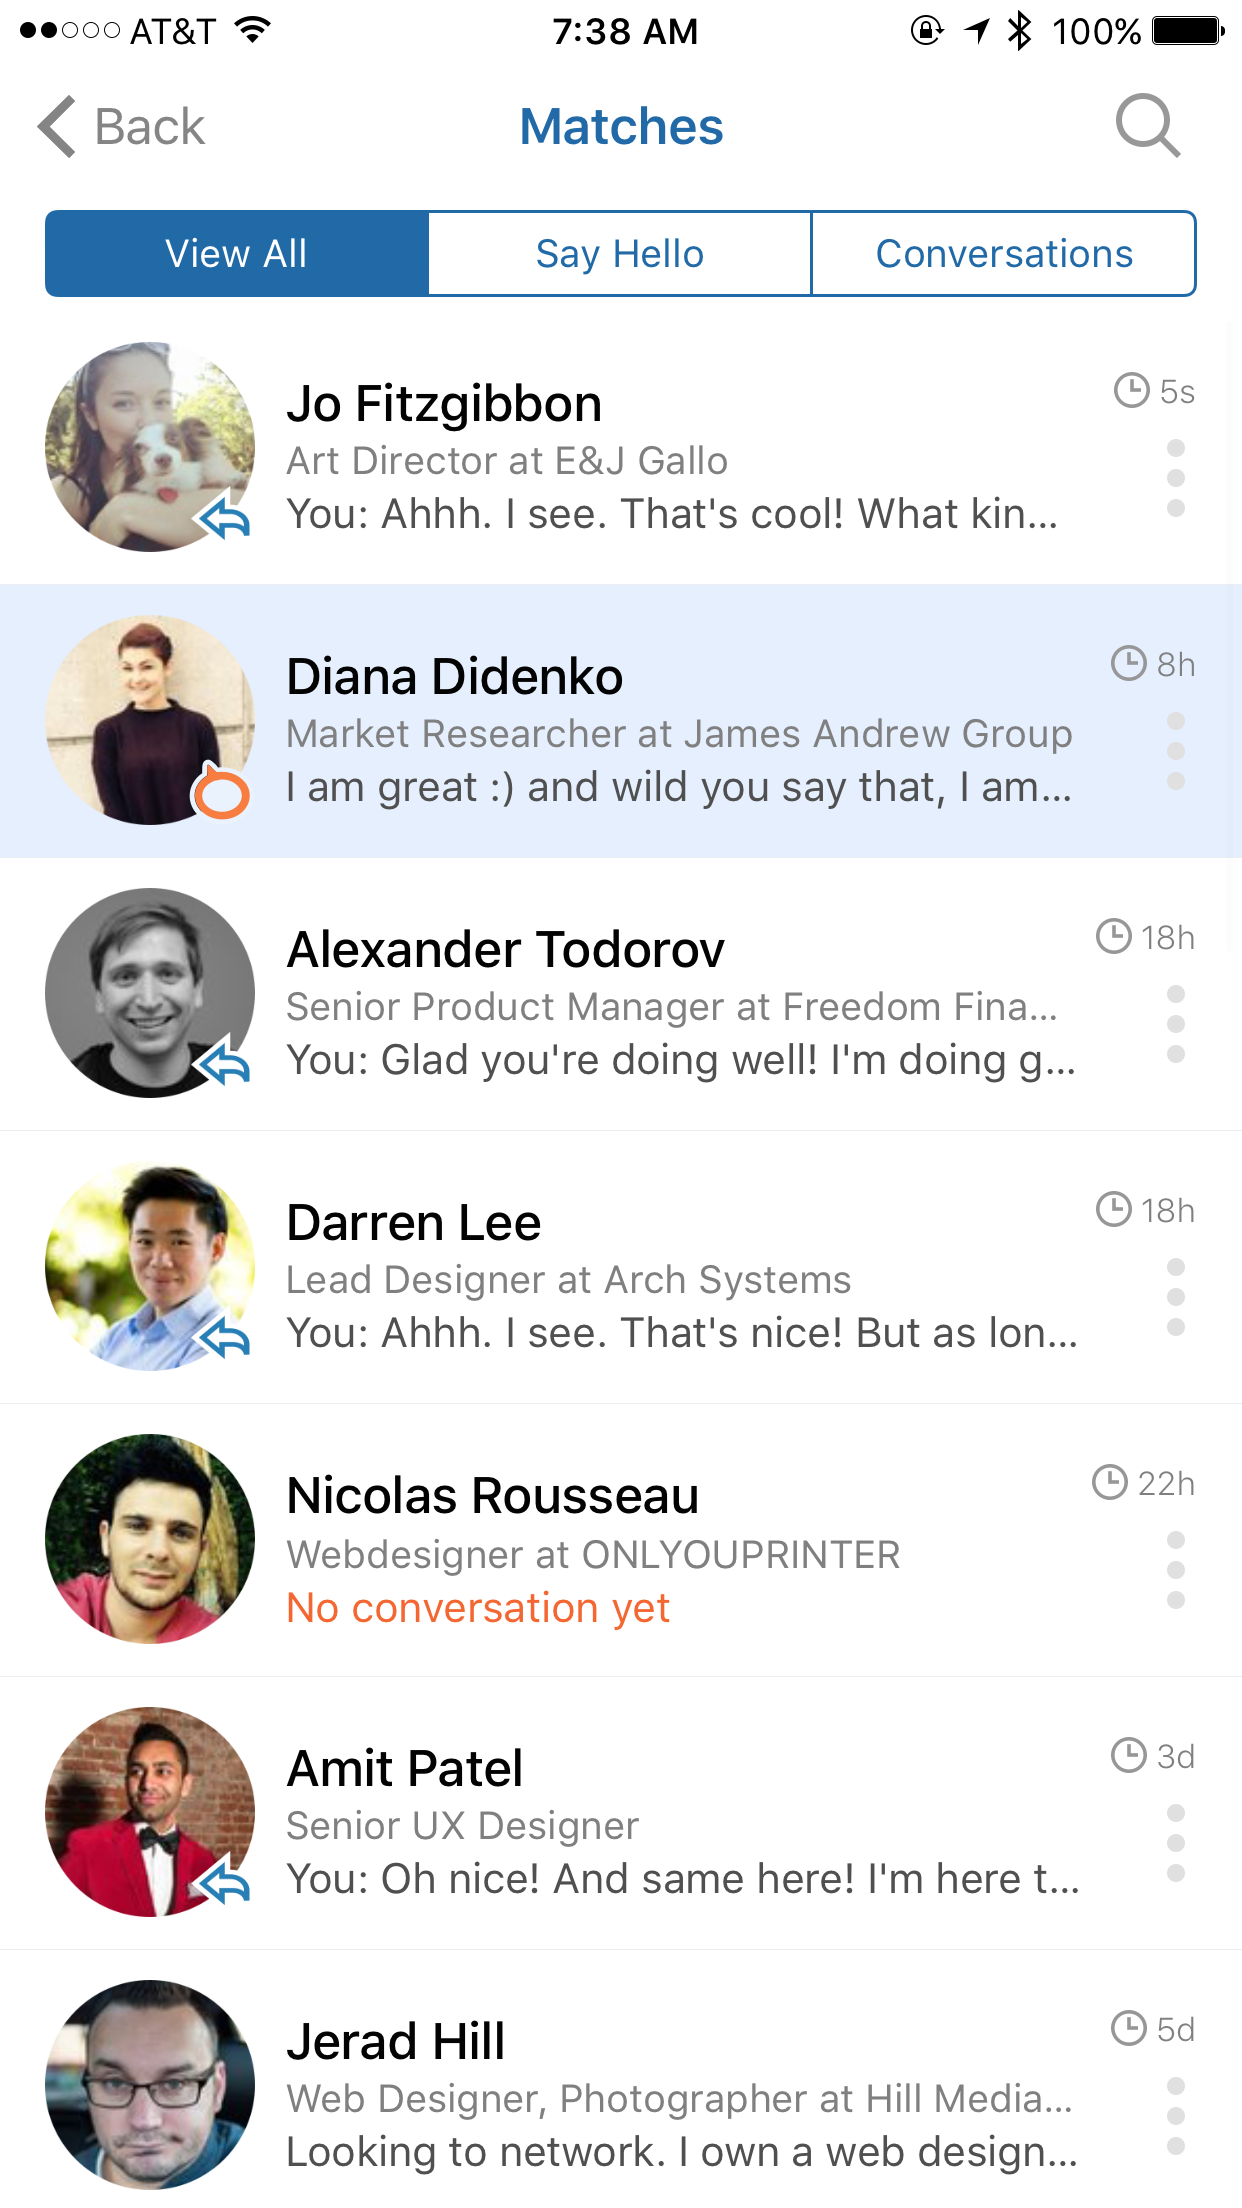 AT&T 7:38 AM 100%
Back Matches
View All Say Hello Conversations
Jo Fitzgibbon 5s
Art Director at E&J Gallo
You: Ahhh. I see. That's cool! What kin...
Diana Didenko 8h
Market Researcher at James Andrew Group
I am great :) and wild you say that, I am...
Alexander Todorov 18h
Senior Product Manager at Freedom Fina...
You: Glad you're doing well! I'm doing g...
Darren Lee 18h
Lead Designer at Arch Systems
You: Ahhh. I see. That's nice! But as lon...
Nicolas Rousseau 22h
Webdesigner at ONLYOUPRINTER
No conversation yet
Amit Patel 3d
Senior UX Designer
You: Oh nice! And same here! I'm here t...
Jerad Hill 5d
Web Designer, Photographer at Hill Media...
Looking to network. I own a web design...